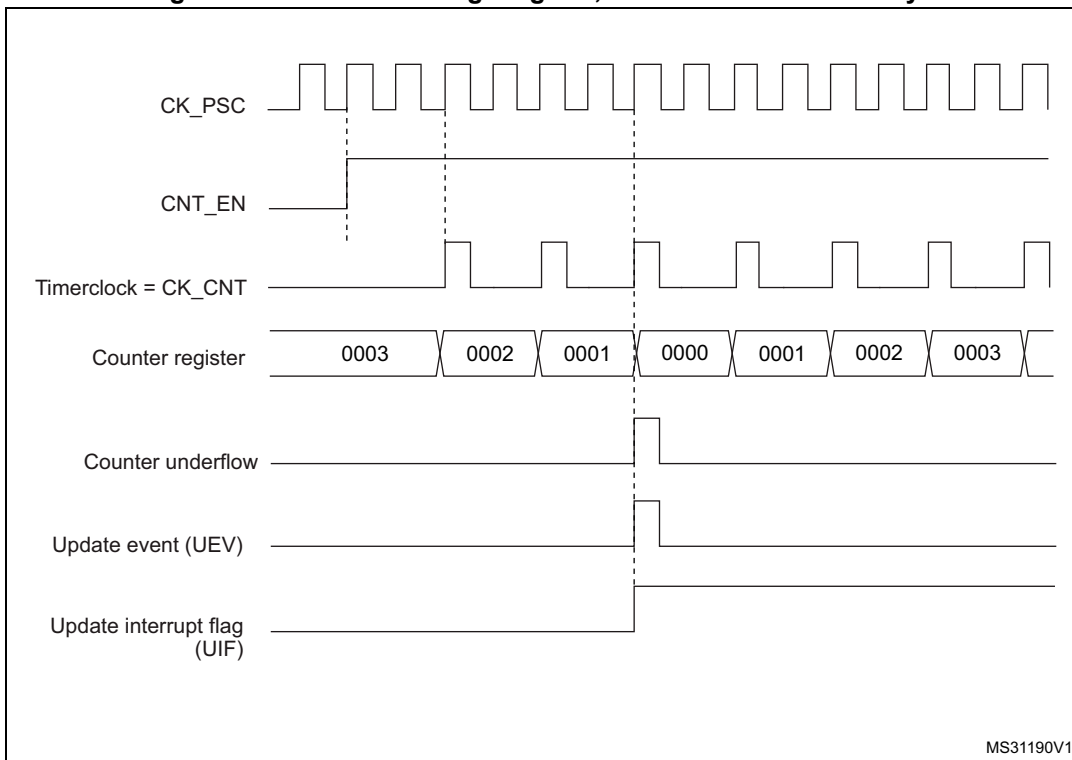 CK_PSC
CNT_EN
Timerclock = CK_CNT
Counter register
0003 0002 0001 0000 0001 0002 0003
Counter underflow
Update event (UEV)
Update interrupt flag
(UIF)
MS31190V1